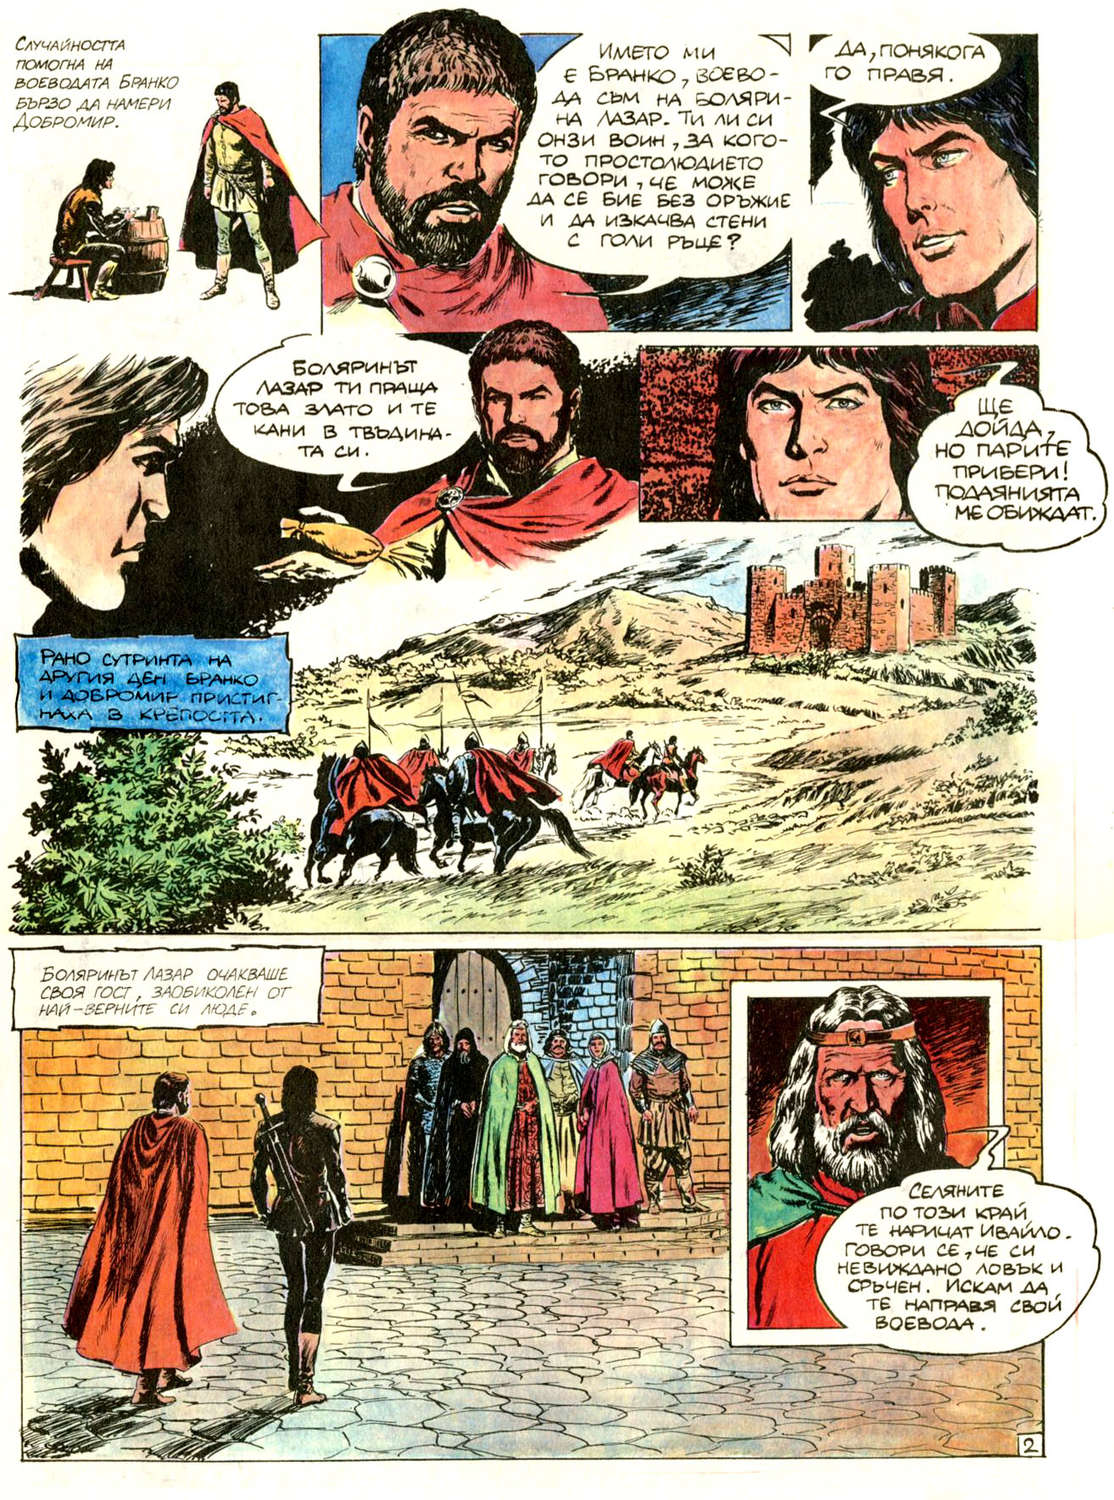 Случайността
помогна на
воеводата Бранко
бързо да намери
Добромир.
Името ми
е Бранко, воево-
да съм на боляри-
на Лазар. Ти ли си
онзи воин, за кого-
то простолюдието
говори, че може
да се бие без оръжие
и да изкачва стени
с голи ръце?
Да, понякога
го правя.
Боляринът
Лазар ти праща
това злато и те
кани в твърдина-
та си.
Ще
дойда,
но парите
прибери!
Подаянията
ме обиждат.
Рано сутринта на
другия ден Бранко
и Добромир пристиг-
наха в крепостта.
Боляринът Лазар очакваше
своя гост, заобиколен от
най-верните си люде.
Селяните
по този край
те наричат Ивайло.
Говори се, че си
невиждано ловък и
сръчен. Искам да
те направя свой
воевода.
2